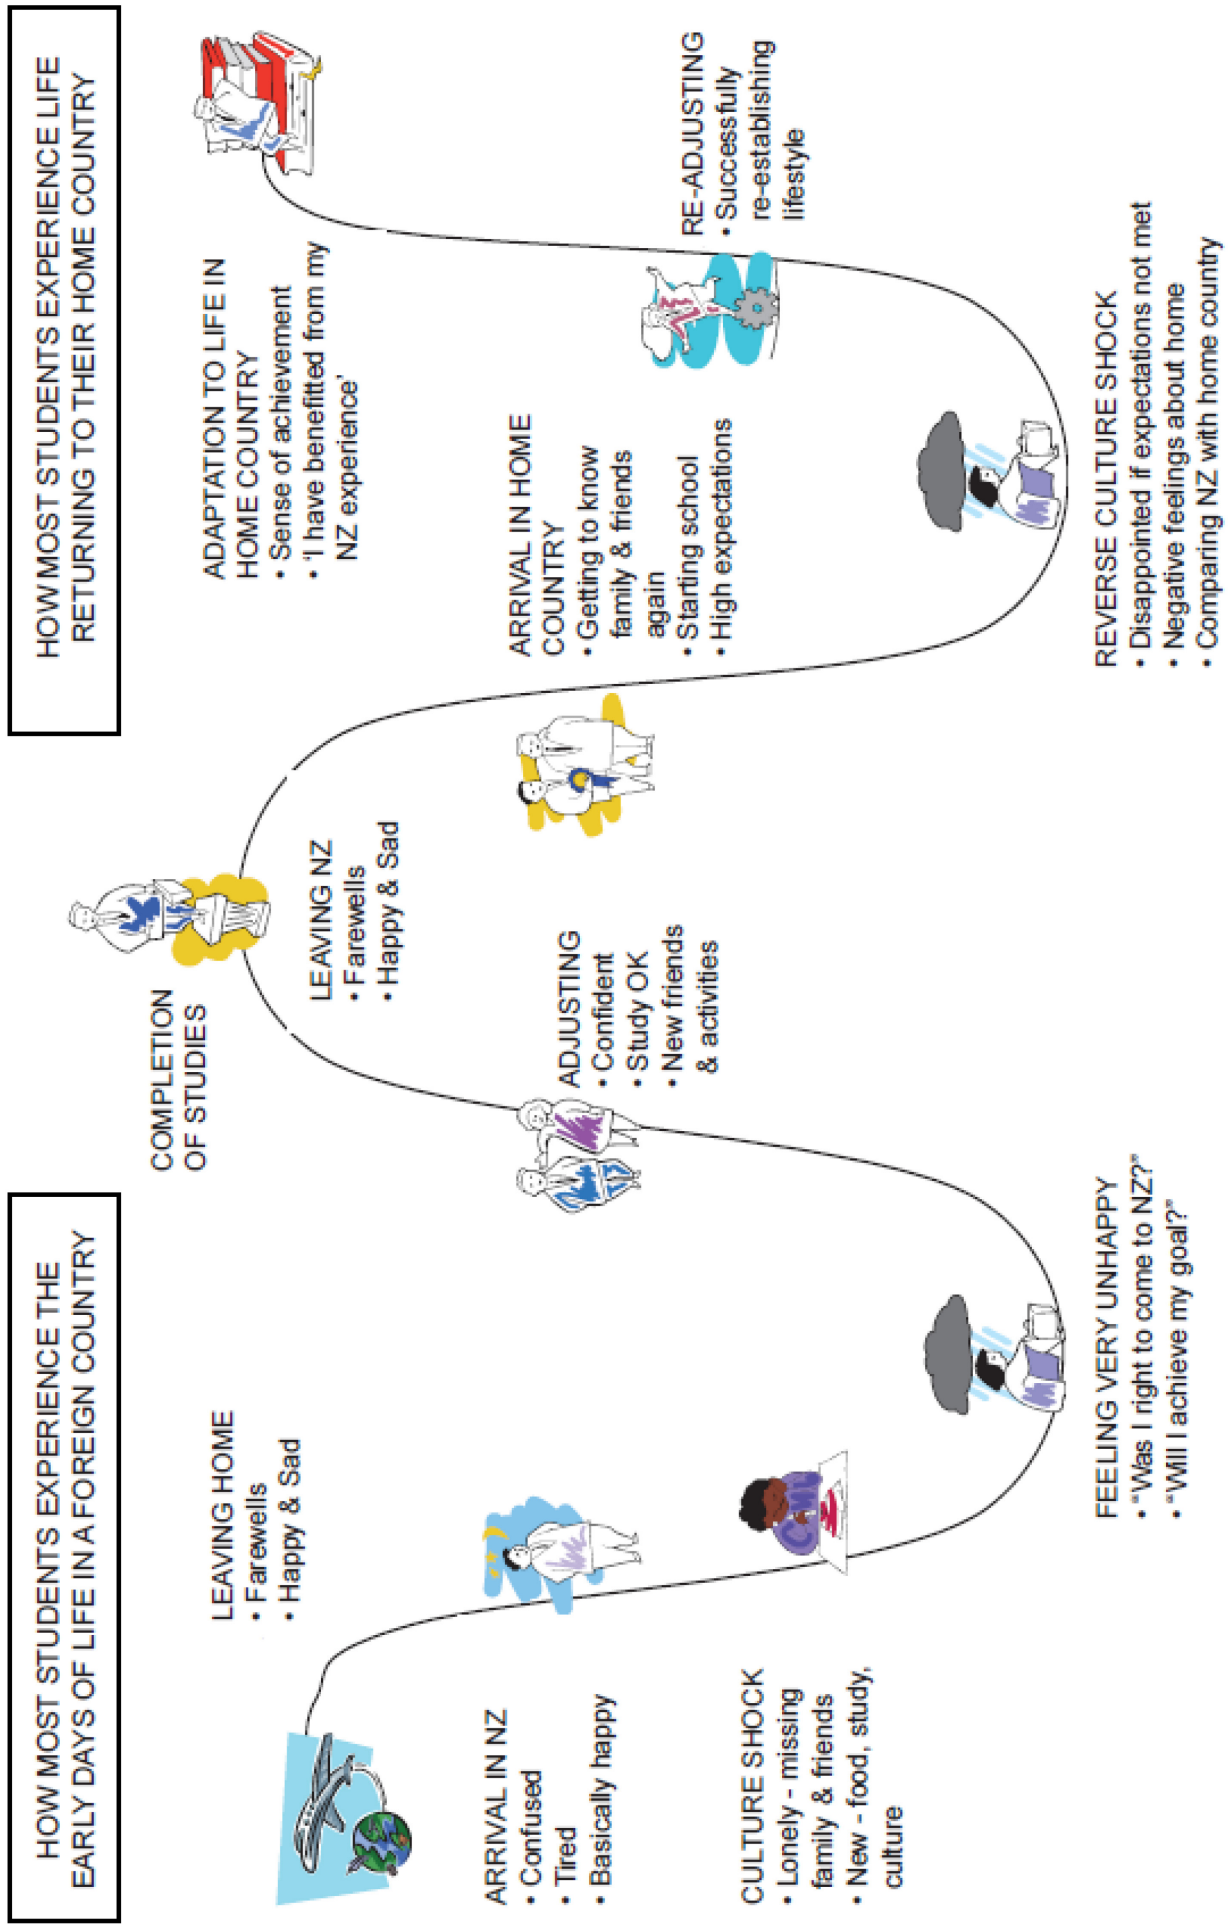 HOW MOST STUDENTS EXPERIENCE THE
EARLY DAYS OF LIFE IN A FOREIGN COUNTRY
HOW MOST STUDENTS EXPERIENCE LIFE
RETURNING TO THEIR HOME COUNTRY
LEAVING HOME
• Farewells
• Happy & Sad
ARRIVAL IN NZ
• Confused
• Tired
• Basically happy
CULTURE SHOCK
• Lonely - missing
family & friends
• New - food, study,
culture
FEELING VERY UNHAPPY
• “Was I right to come to NZ?”
• “Will I achieve my goal?”
ADJUSTING
• Confident
• Study OK
• New friends
& activities
COMPLETION
OF STUDIES
LEAVING NZ
• Farewells
• Happy & Sad
ARRIVAL IN HOME
COUNTRY
• Getting to know
family & friends
again
• Starting school
• High expectations
REVERSE CULTURE SHOCK
• Disappointed if expectations not met
• Negative feelings about home
• Comparing NZ with home country
RE-ADJUSTING
• Successfully
re-establishing
lifestyle
ADAPTATION TO LIFE IN
HOME COUNTRY
• Sense of achievement
• ‘I have benefitted from my
NZ experience’